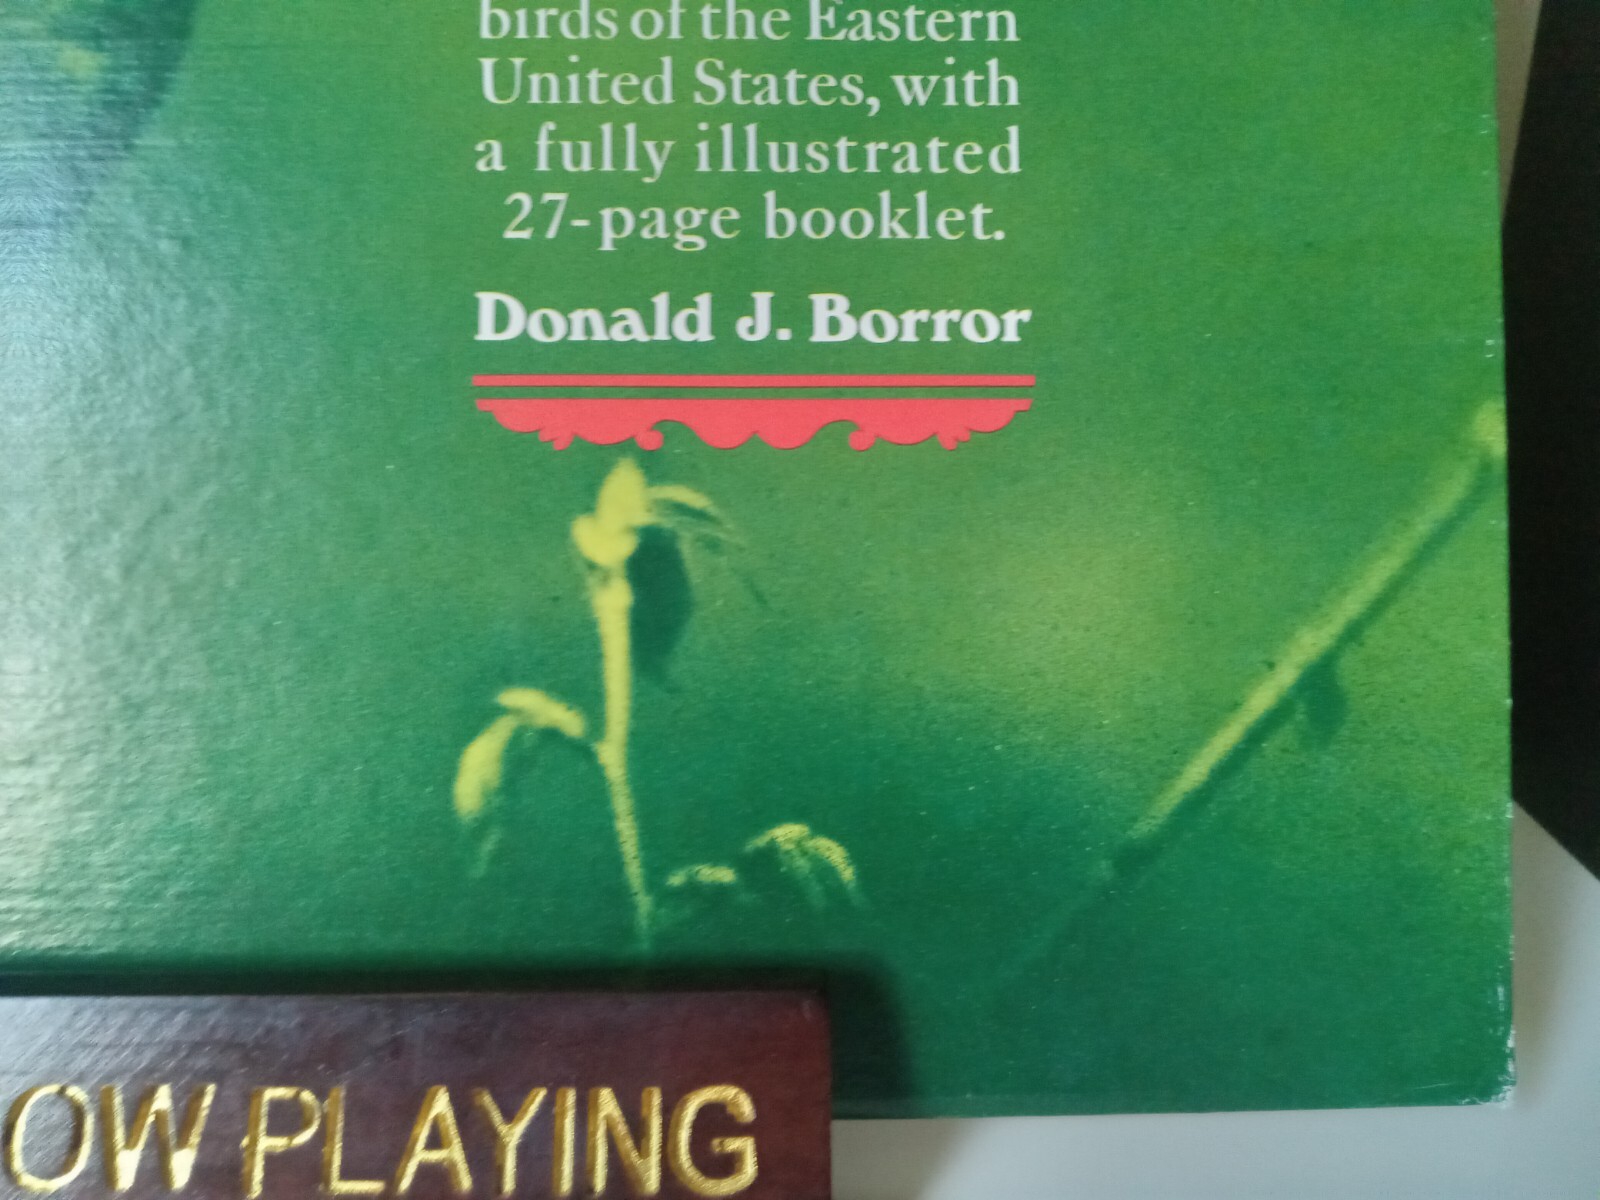 birds of the Eastern
United States, with
a fully illustrated
27-page booklet.
Donald J. Borror
OW PLAYING